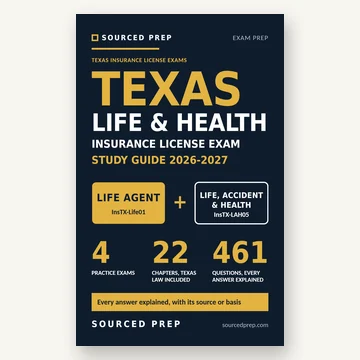 SOURCED PREP
EXAM PREP
TEXAS INSURANCE LICENSE EXAMS
TEXAS
LIFE & HEALTH
INSURANCE LICENSE EXAM
STUDY GUIDE 2026-2027
LIFE AGENT
InsTX-Life01
+
LIFE, ACCIDENT
& HEALTH
InsTX-LAH05
4
PRACTICE EXAMS
22
CHAPTERS, TEXAS
LAW INCLUDED
461
QUESTIONS, EVERY
ANSWER EXPLAINED
Every answer explained, with its source or basis
SOURCED PREP
sourcedprep.com